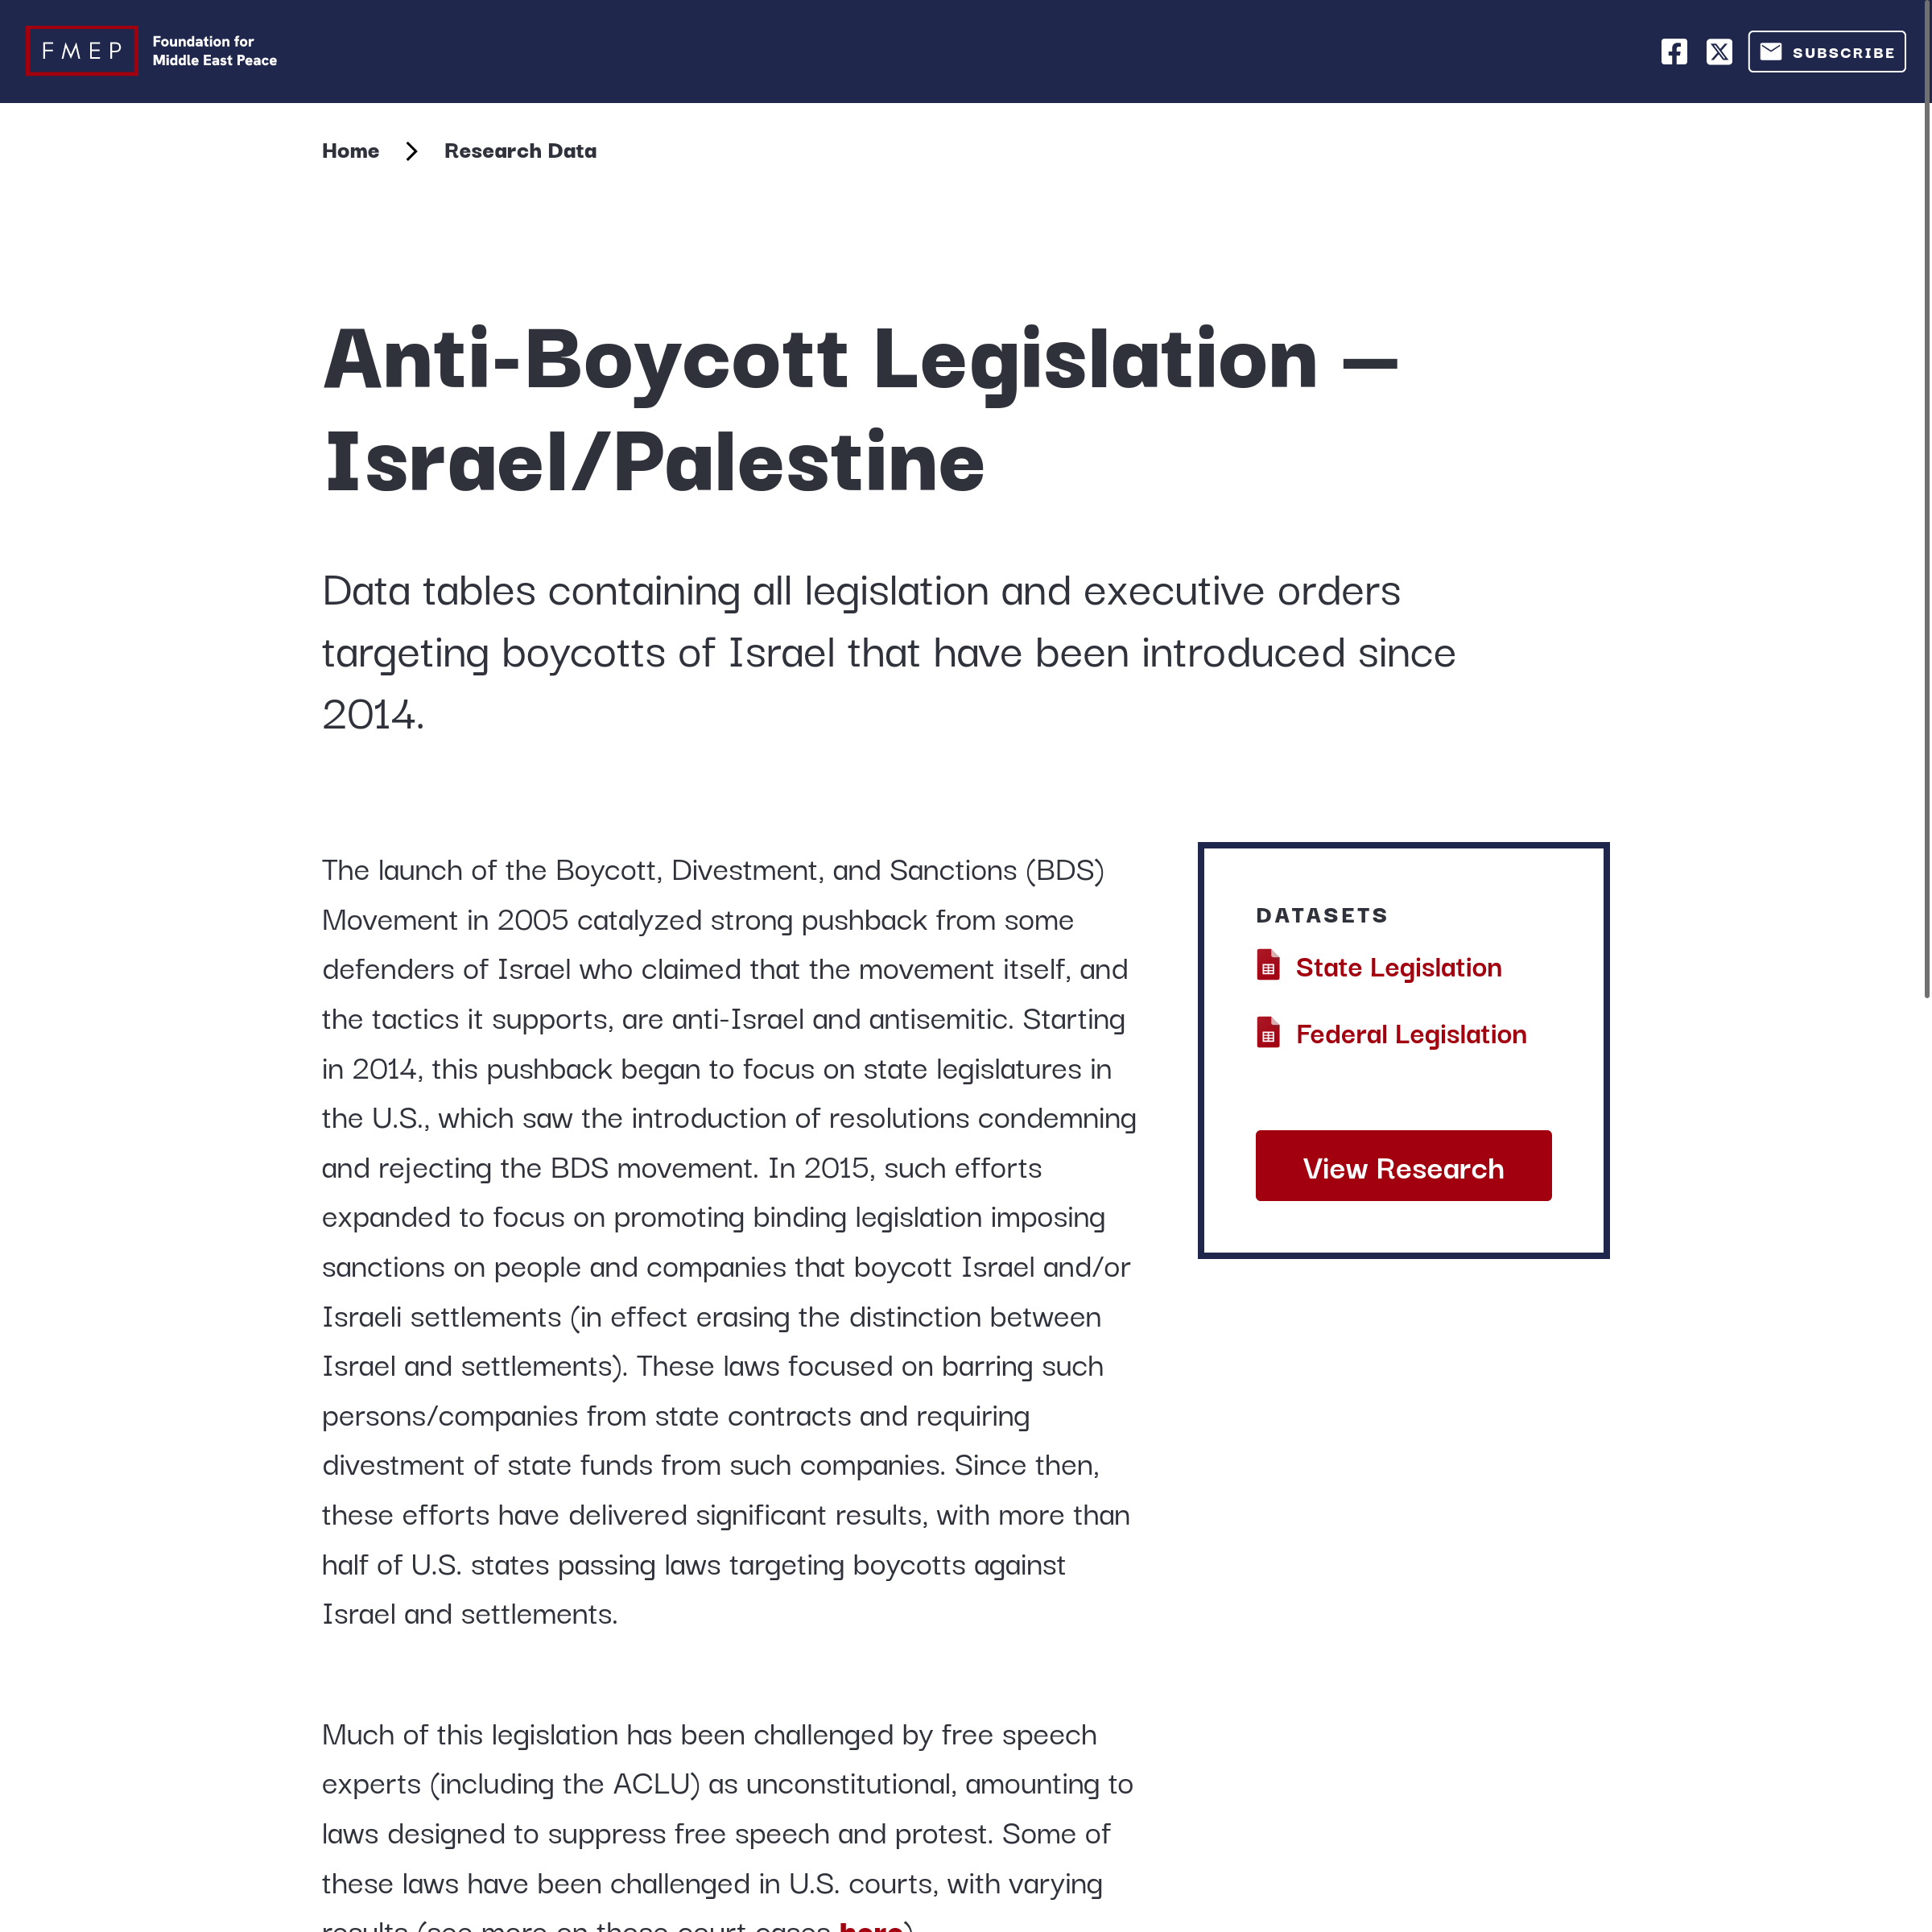 FMEP
Foundation for
Middle East Peace
SUBSCRIBE
Home
Research Data
Anti-Boycott Legislation —
Israel/Palestine
Data tables containing all legislation and executive orders
targeting boycotts of Israel that have been introduced since
2014.
The launch of the Boycott, Divestment, and Sanctions (BDS)
Movement in 2005 catalyzed strong pushback from some
defenders of Israel who claimed that the movement itself, and
the tactics it supports, are anti-Israel and antisemitic. Starting
in 2014, this pushback began to focus on state legislatures in
the U.S., which saw the introduction of resolutions condemning
and rejecting the BDS movement. In 2015, such efforts
expanded to focus on promoting binding legislation imposing
sanctions on people and companies that boycott Israel and/or
Israeli settlements (in effect erasing the distinction between
Israel and settlements). These laws focused on barring such
persons/companies from state contracts and requiring
divestment of state funds from such companies. Since then,
these efforts have delivered significant results, with more than
half of U.S. states passing laws targeting boycotts against
Israel and settlements.
Much of this legislation has been challenged by free speech
experts (including the ACLU) as unconstitutional, amounting to
laws designed to suppress free speech and protest. Some of
these laws have been challenged in U.S. courts, with varying
results (see more on those court cases here).
DATASETS
State Legislation
Federal Legislation
View Research